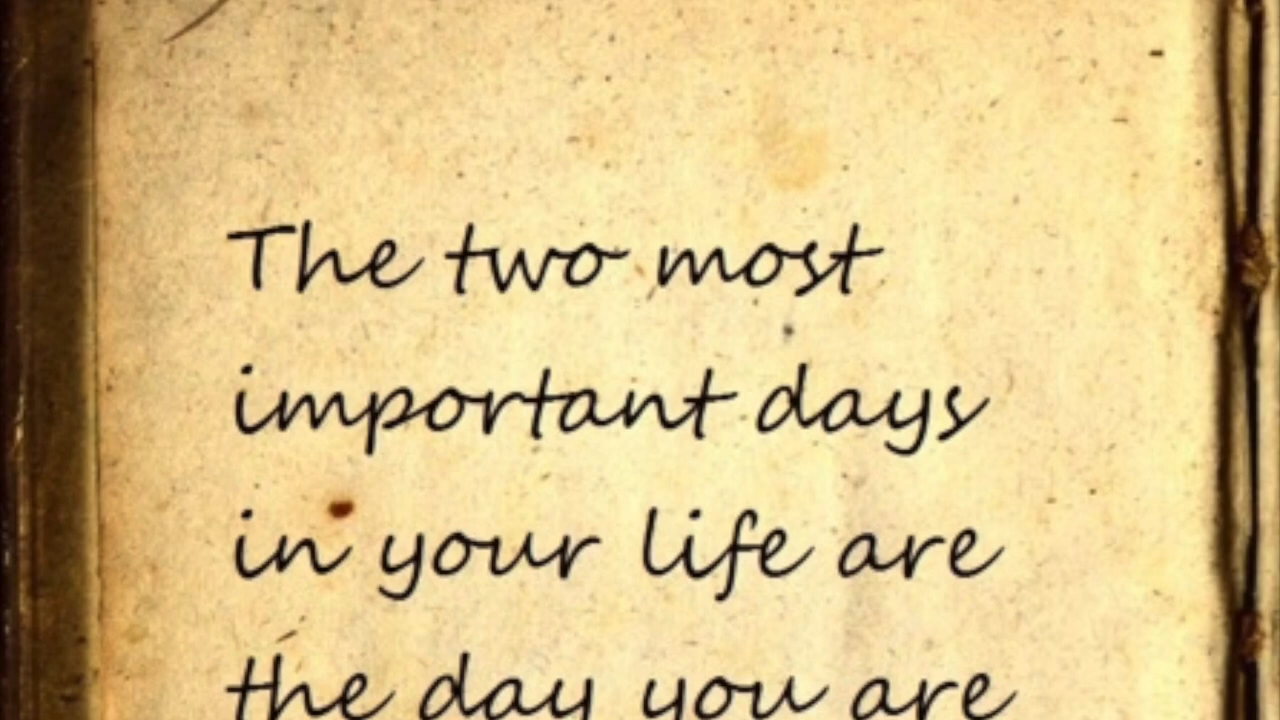 The two most
important days
in your life are
the day you are